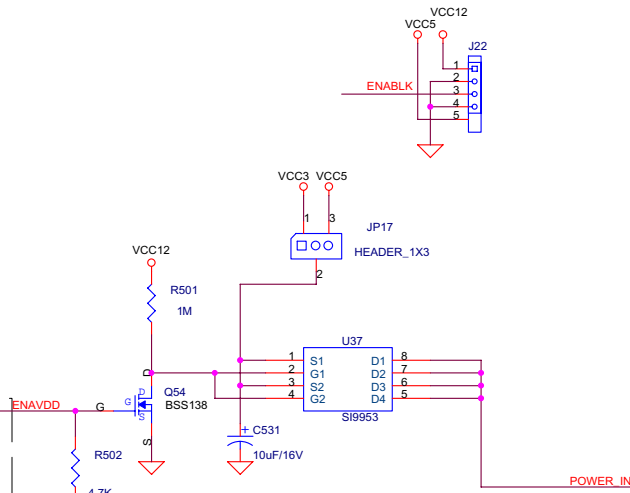 VCC12
VCC5
J22
1
2
ENABLK
3
4
5
VCC3
VCC5
1
3
JP17
HEADER_1X3
2
VCC12
R501
1M
U37
1
S1
D1
8
2
G1
D2
7
3
S2
D3
6
4
G2
D4
5
SI9953
D
D
Q54
G
G
BSS138
S
S
ENAVDD
+
C531
10uF/16V
R502
4.7K
POWER_IN